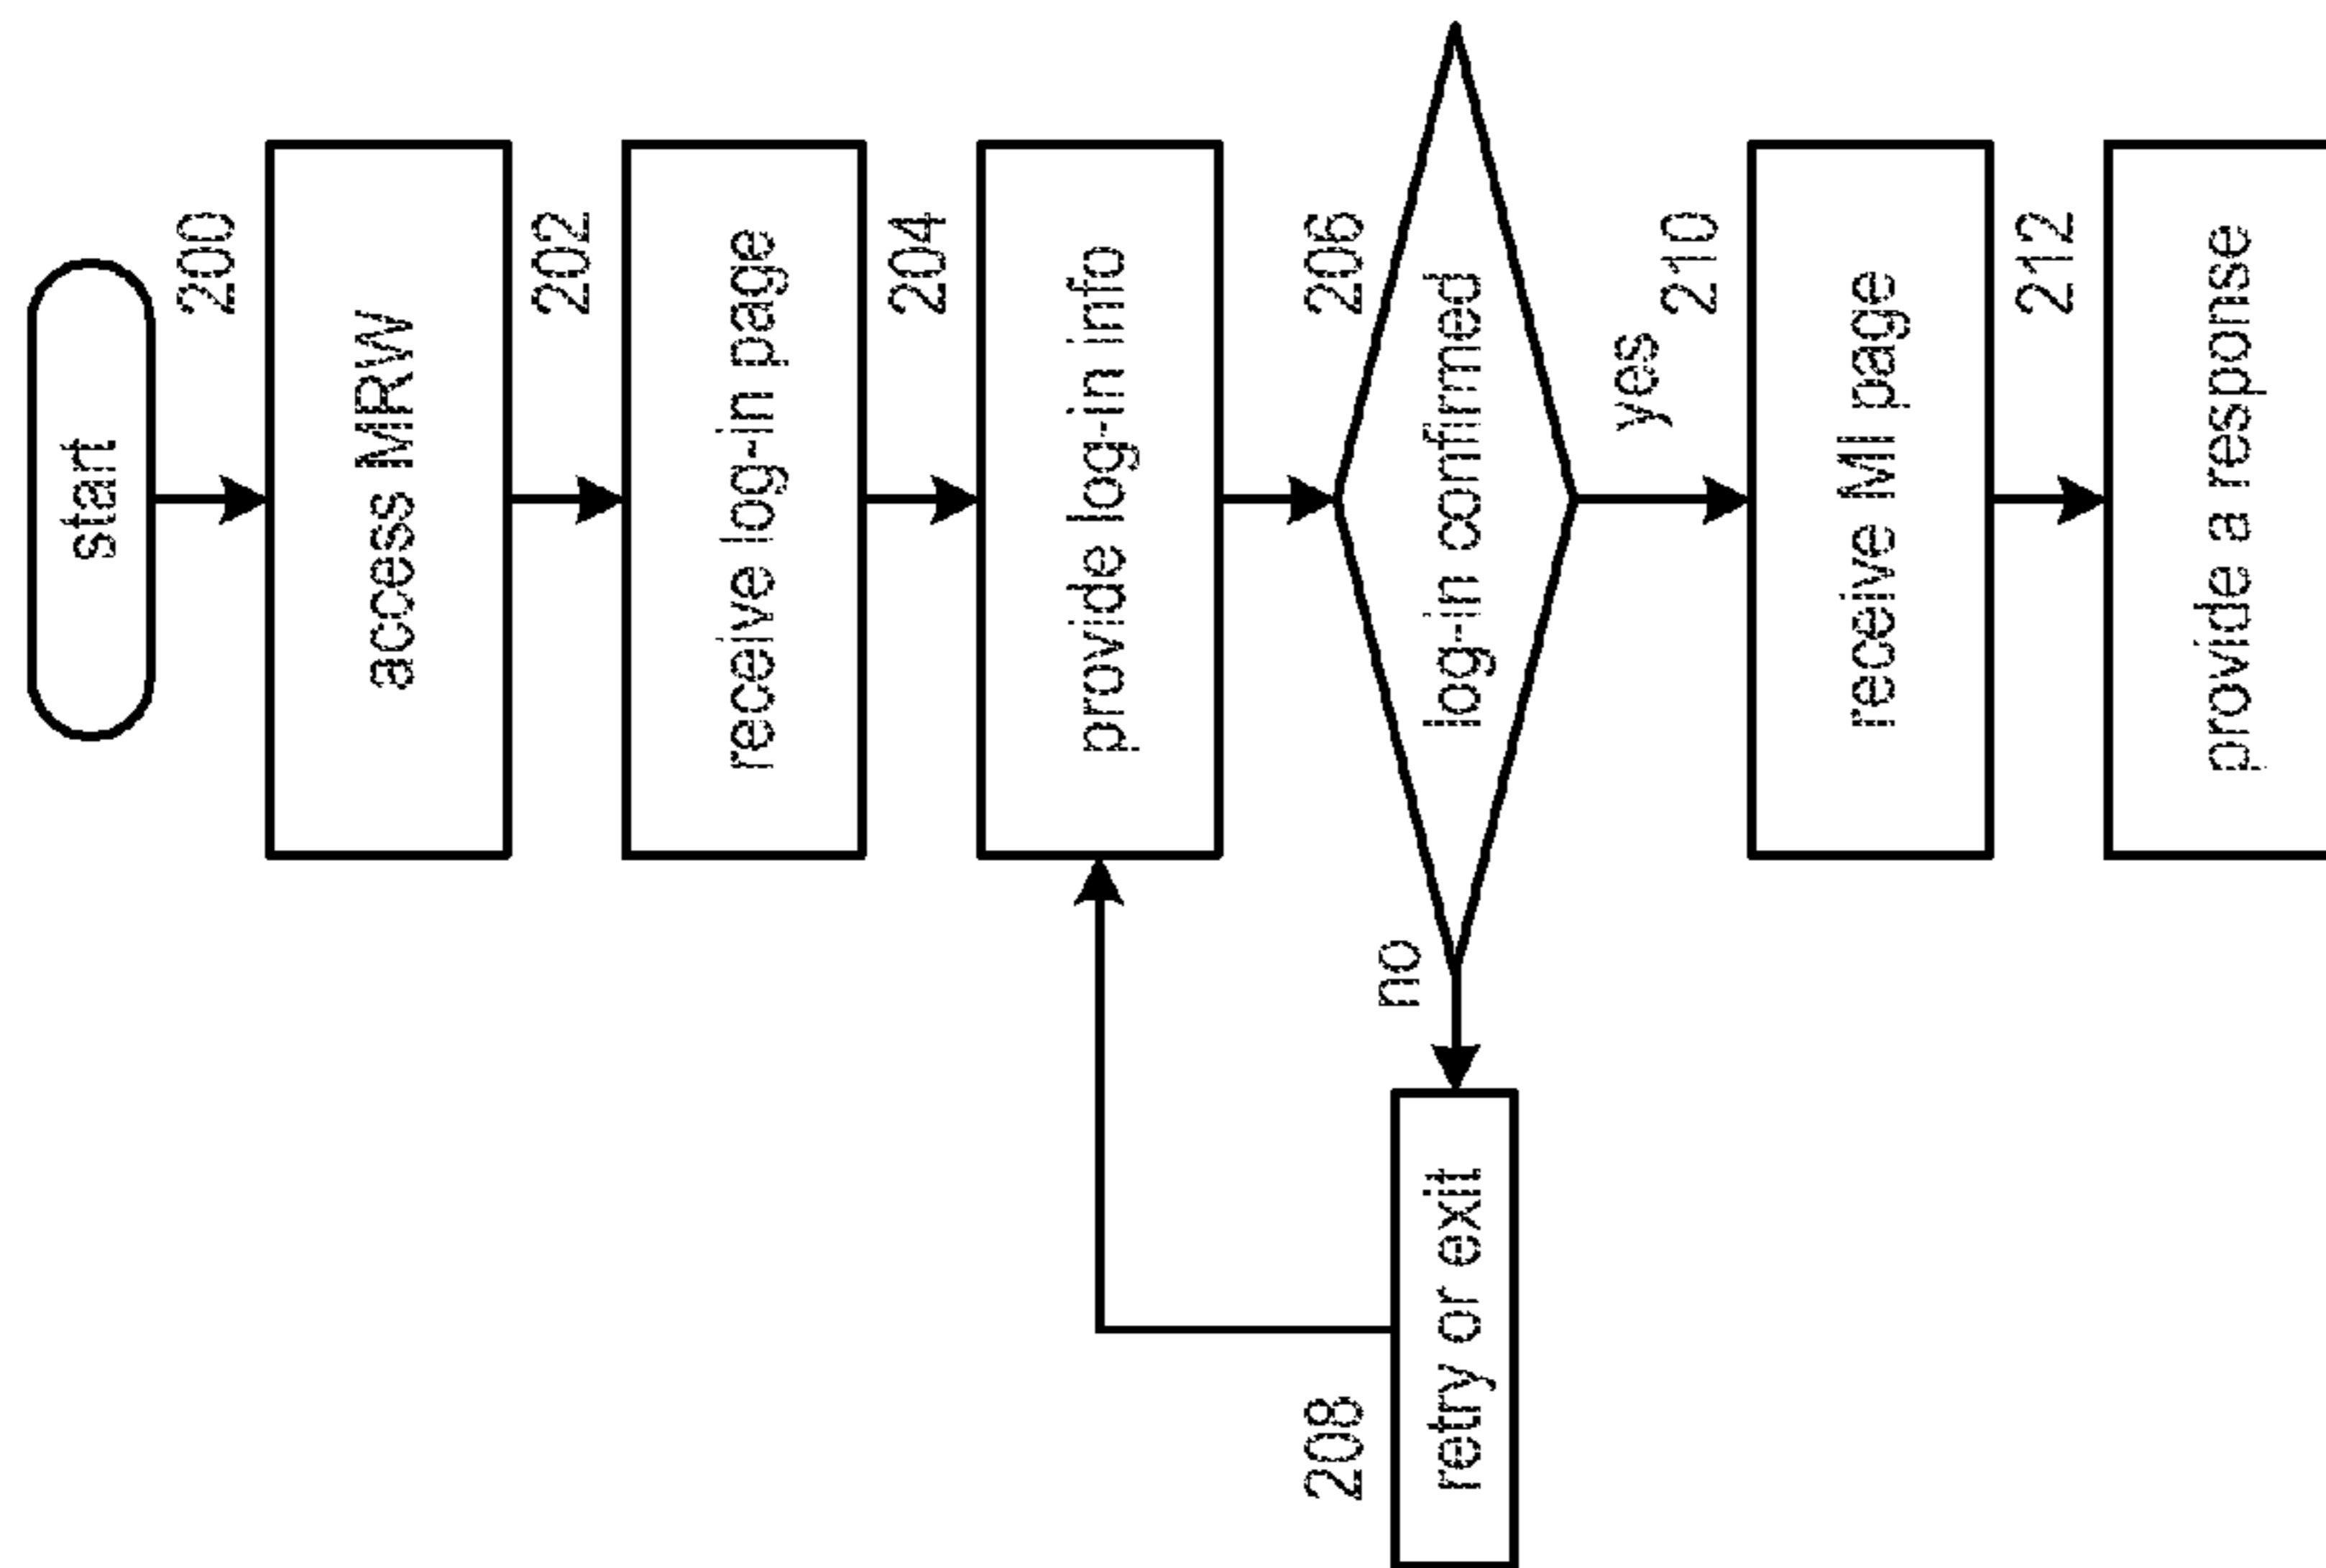 start
200
access MRW
202
receive log-in page
204
provide log-in info
206
log-in confirmed
no
yes
208
retry or exit
210
receive MI page
212
provide a response